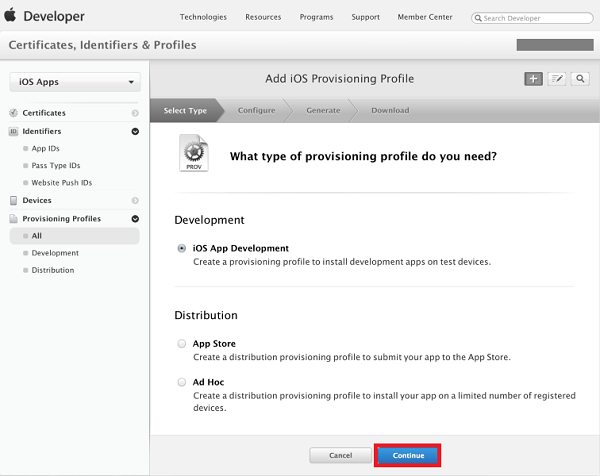 Developer
Technologies Resources Programs Support Member Center Search Developer
Certificates, Identifiers & Profiles
iOS Apps
Add iOS Provisioning Profile
Select Type Configure Generate Download
Certificates
ID Identifiers
App IDs
Pass Type IDs
Website Push IDs
Devices
Provisioning Profiles
All
Development
Distribution
PROV
What type of provisioning profile do you need?
Development
iOS App Development
Create a provisioning profile to install development apps on test devices.
Distribution
App Store
Create a distribution provisioning profile to submit your app to the App Store.
Ad Hoc
Create a distribution provisioning profile to install your app on a limited number of registered
devices.
Cancel Continue